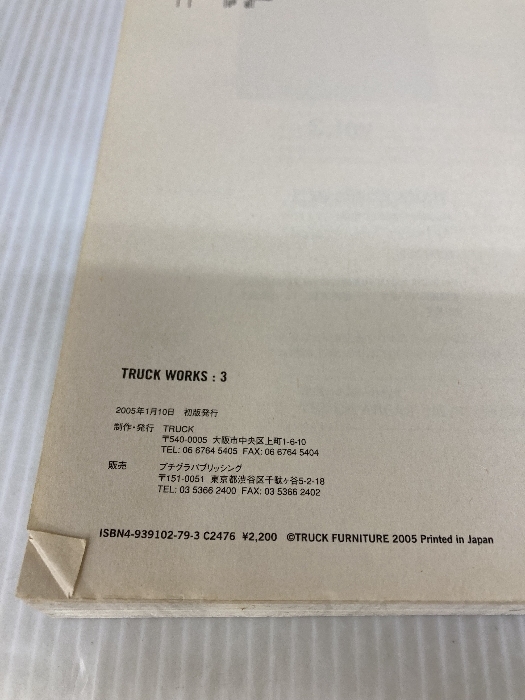 TRUCK WORKS : 3
2005年1月10日 初版発行
制作・発行 TRUCK
〒540-0005 大阪市中央区上町1-6-10
TEL: 06 6764 5405 FAX: 06 6764 5404
販売 プチグラパブリッシング
〒151-0051 東京都渋谷区千駄ヶ谷5-2-18
TEL: 03 5366 2400 FAX: 03 5366 2402
ISBN4-939102-79-3 C2476 ¥2,200 ©TRUCK FURNITURE 2005 Printed in Japan